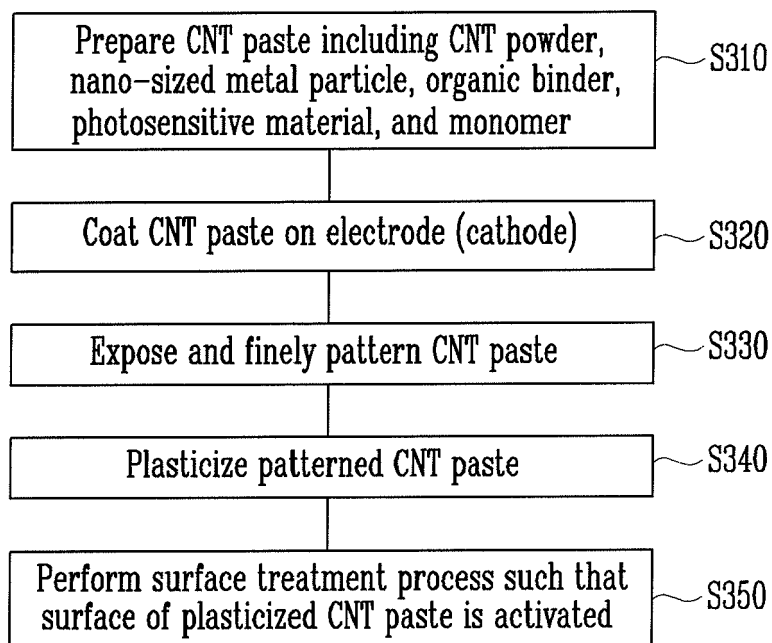 Prepare CNT paste including CNT powder,
nano-sized metal particle, organic binder,
photosensitive material, and monomer
S310
Coat CNT paste on electrode (cathode)
S320
Expose and finely pattern CNT paste
S330
Plasticize patterned CNT paste
S340
Perform surface treatment process such that
surface of plasticized CNT paste is activated
S350